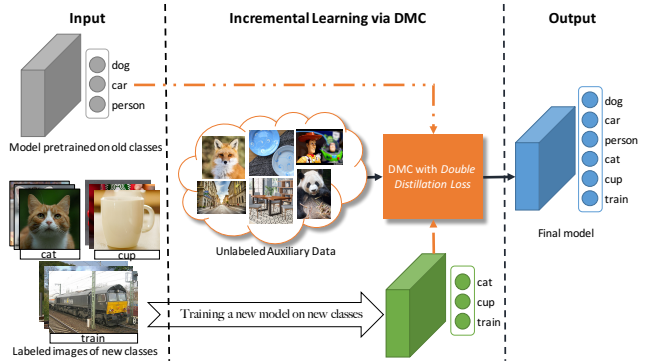 Input
Incremental Learning via DMC
Output
dog
car
person
Model pretrained on old classes
cat
cup
train
Labeled images of new classes
Unlabeled Auxiliary Data
DMC with Double
Distillation Loss
Training a new model on new classes
cat
cup
train
dog
car
person
cat
cup
train
Final model